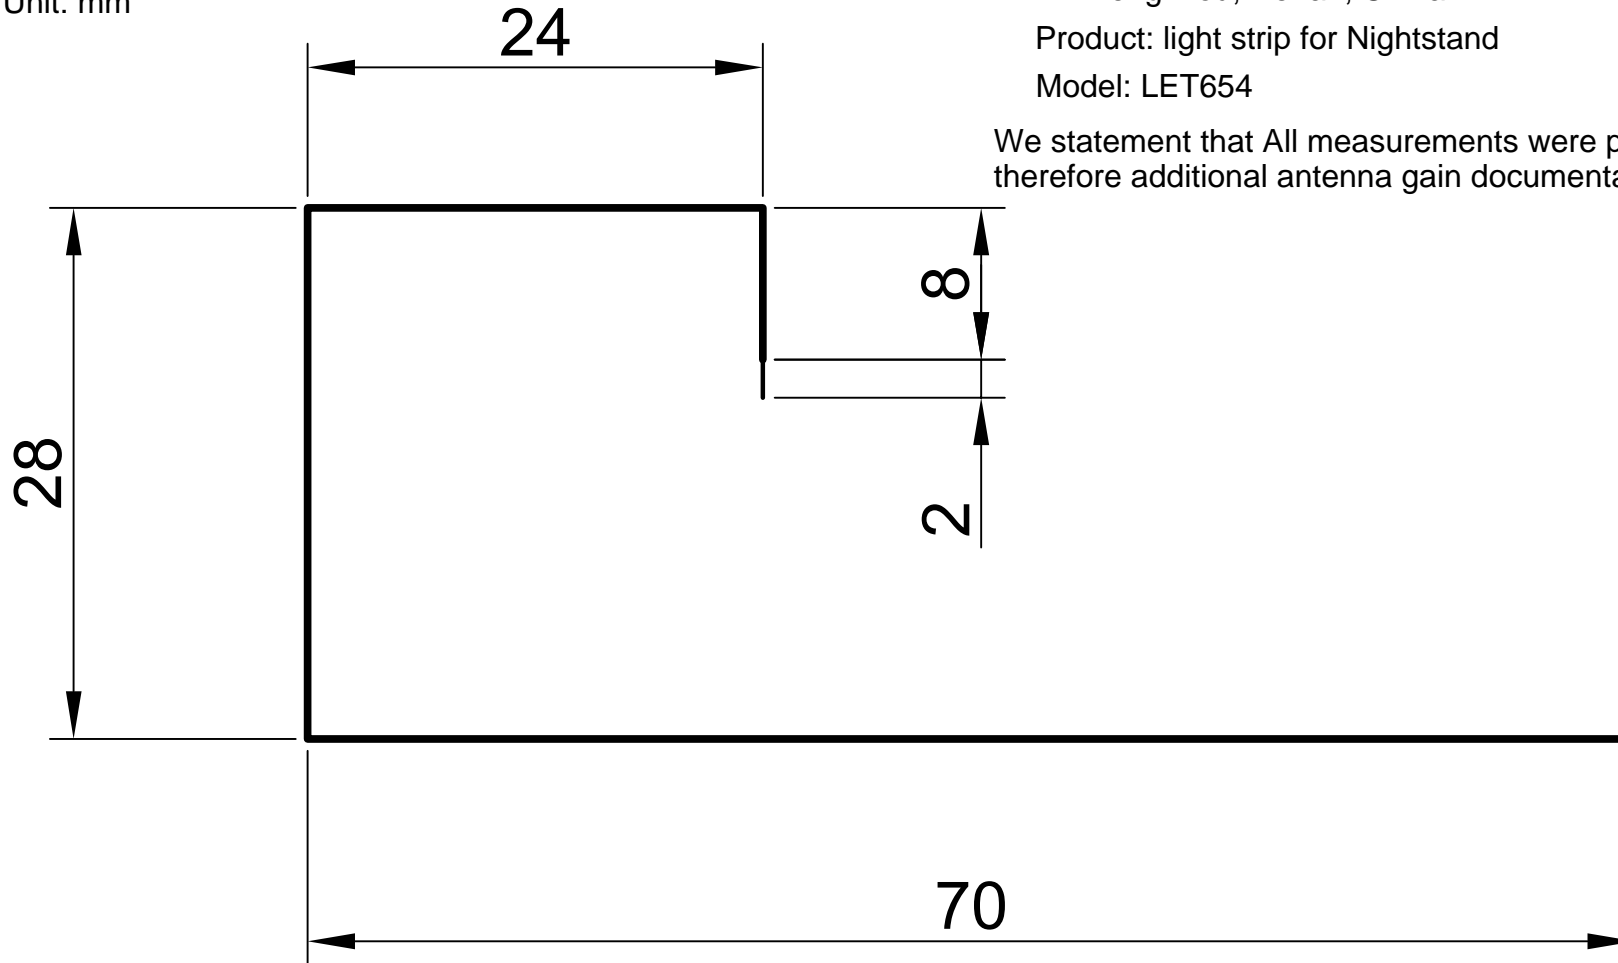 Unit: mm
24
Product: light strip for Nightstand
Model: LET654
We statement that All measurements were
therefore additional antenna gain
8
28
2
70